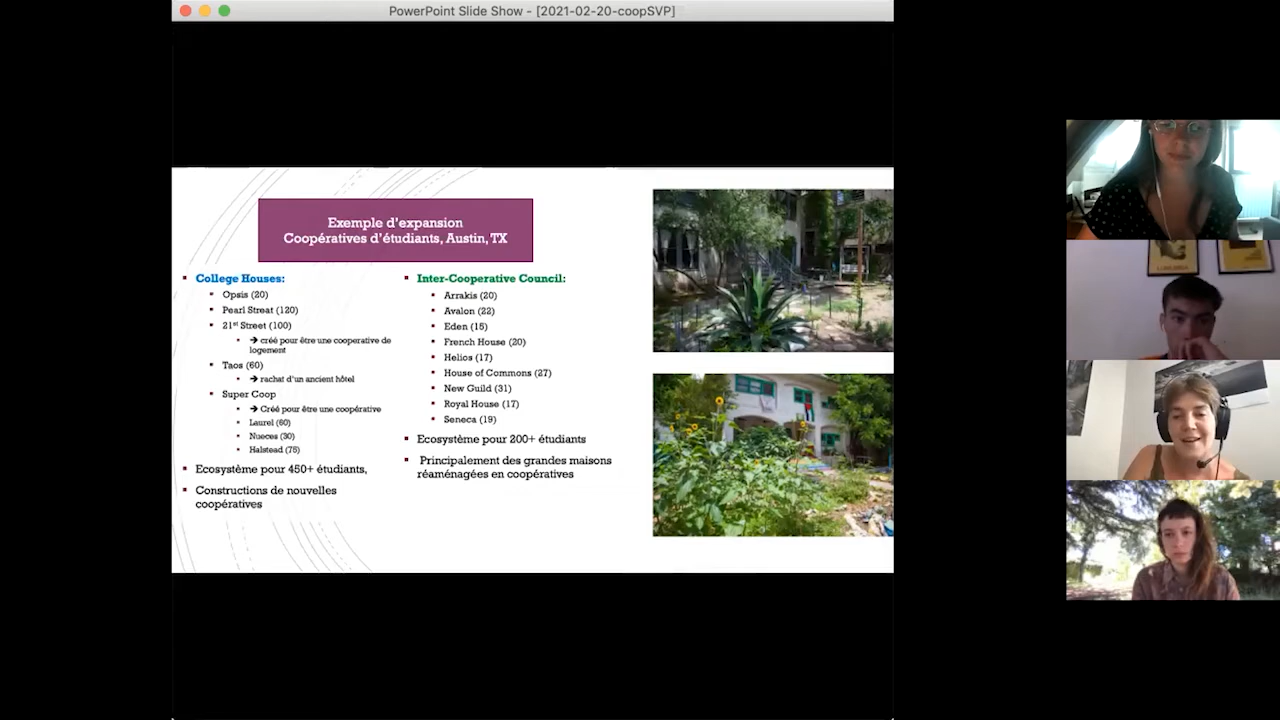 PowerPoint Slide Show - [2021-02-20-coopSVP]
Exemple d'expansion
Coopératives d'étudiants, Austin, TX
College Houses:
Opsis (20)
Pearl Streat (120)
21st Street (100)
➔ créé pour être une cooperative de
logement
Taos (60)
➔ rachat d'un ancien hôtel
Super Coop
➔ Créé pour être une coopérative
Laurel (60)
Nueces (30)
Halstead (75)
Ecosystème pour 450+ étudiants,
Constructions de nouvelles
coopératives
Inter-Cooperative Council:
Arrakis (20)
Avalon (22)
Eden (15)
French House (20)
Helios (17)
House of Commons (27)
New Guild (31)
Royal House (17)
Seneca (19)
Ecosystème pour 200+ étudiants
Principalement des grandes maisons
réaménagées en coopératives